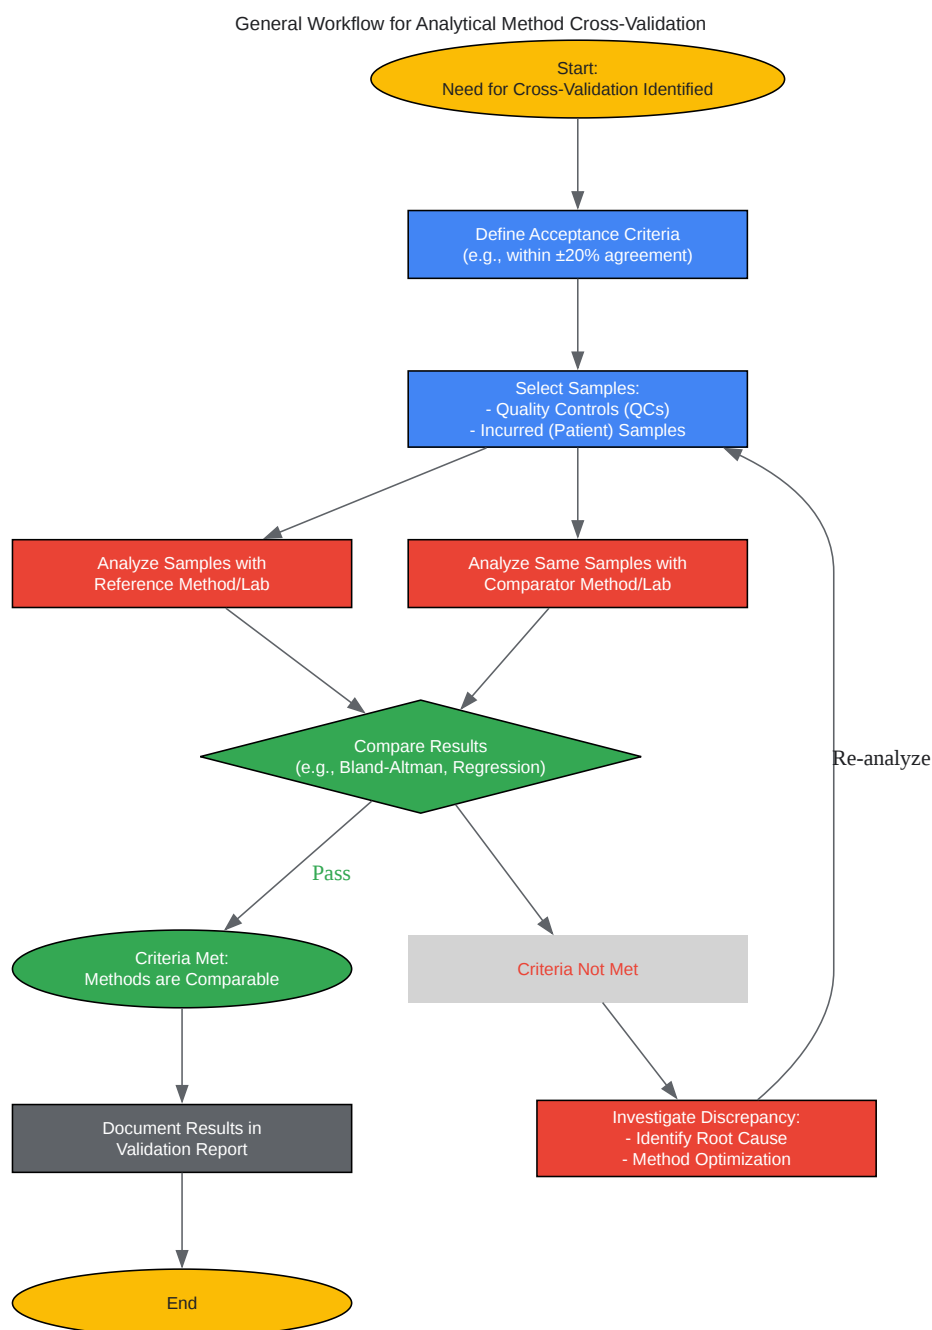 General Workflow for Analytical Method Cross-Validation
Start:
Need for Cross-Validation Identified
Define Acceptance Criteria
(e.g., within ±20% agreement)
Select Samples:
- Quality Controls (QCs)
- Incurred (Patient) Samples
Analyze Samples with
Reference Method/Lab
Analyze Same Samples with
Comparator Method/Lab
Compare Results
(e.g., Bland-Altman, Regression)
Re-analyze
Pass
Criteria Met:
Methods are Comparable
Criteria Not Met
Document Results in
Validation Report
Investigate Discrepancy:
- Identify Root Cause
- Method Optimization
End